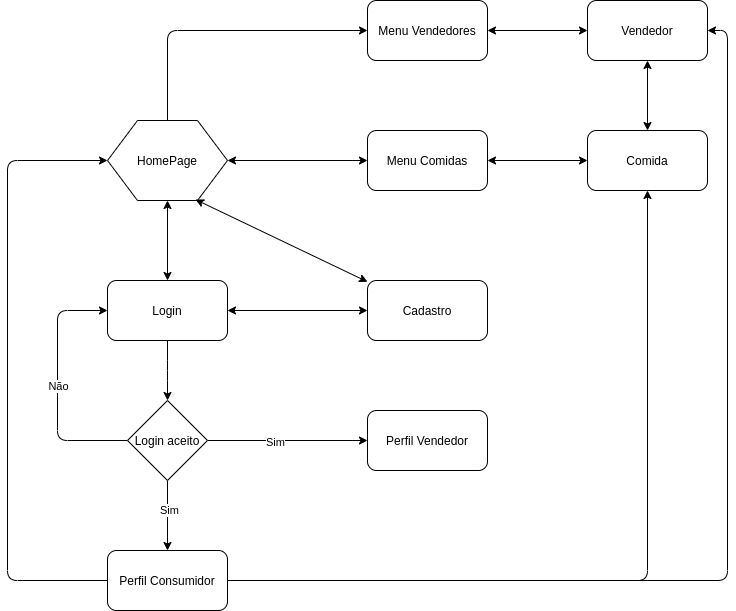 Menu Vendedores
Vendedor
HomePage
Menu Comidas
Comida
Login
Cadastro
Não
Login aceito
Sim
Perfil Vendedor
Sim
Perfil Consumidor